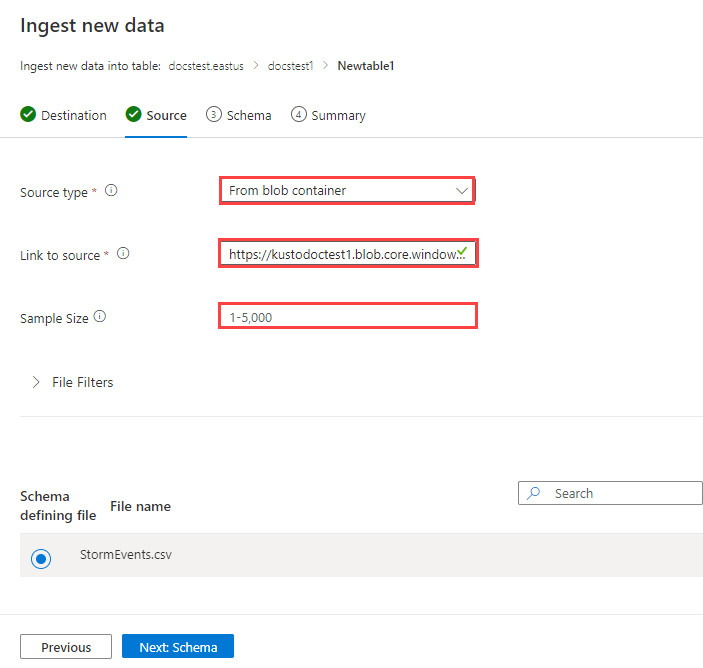 Ingest new data
Ingest new data into table: docstest.eastus > docstest1 > Newtable1
Destination Source 3 Schema 4 Summary
Source type * From blob container
Link to source * https://kustodoctest1.blob.core.window...
Sample Size 1-5,000
File Filters
Search
Schema
defining file File name
StormEvents.csv
Previous Next: Schema